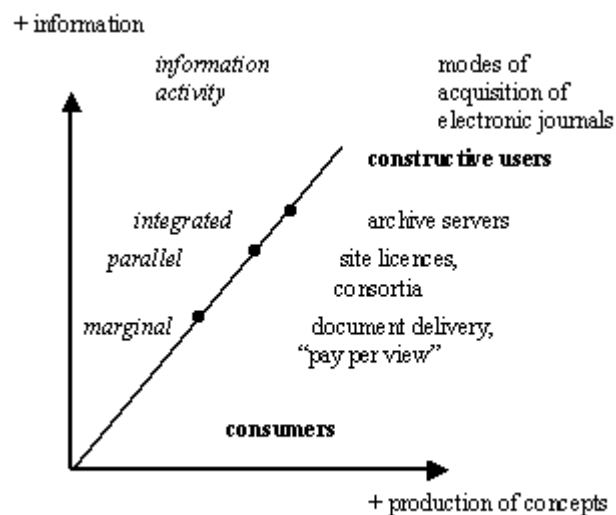 + information
information
activity
modes of
acquisition of
electronic journals
constructive users
integrated
archive servers
parallel
site licences,
consortia
marginal
document delivery,
“pay per view”
consumers
+ production of concepts